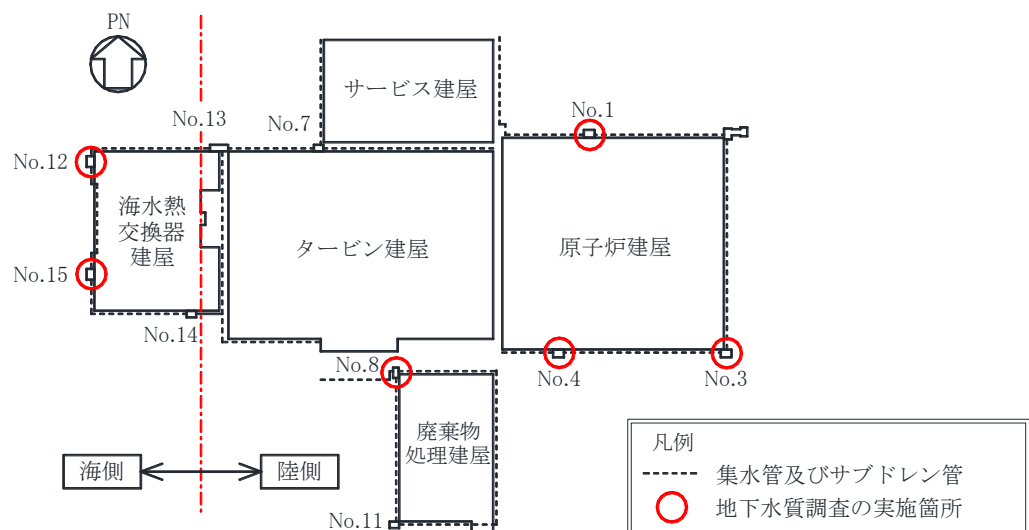 PN
サービス建屋
No.1
No.13
No.7
No.12
海水熱
交換器
建屋
タービン建屋
原子炉建屋
No.15
No.14
No.8
No.4
No.3
廃棄物
処理建屋
海側
陸側
No.11
凡例
集水管及びサブドレン管
地下水質調査の実施箇所